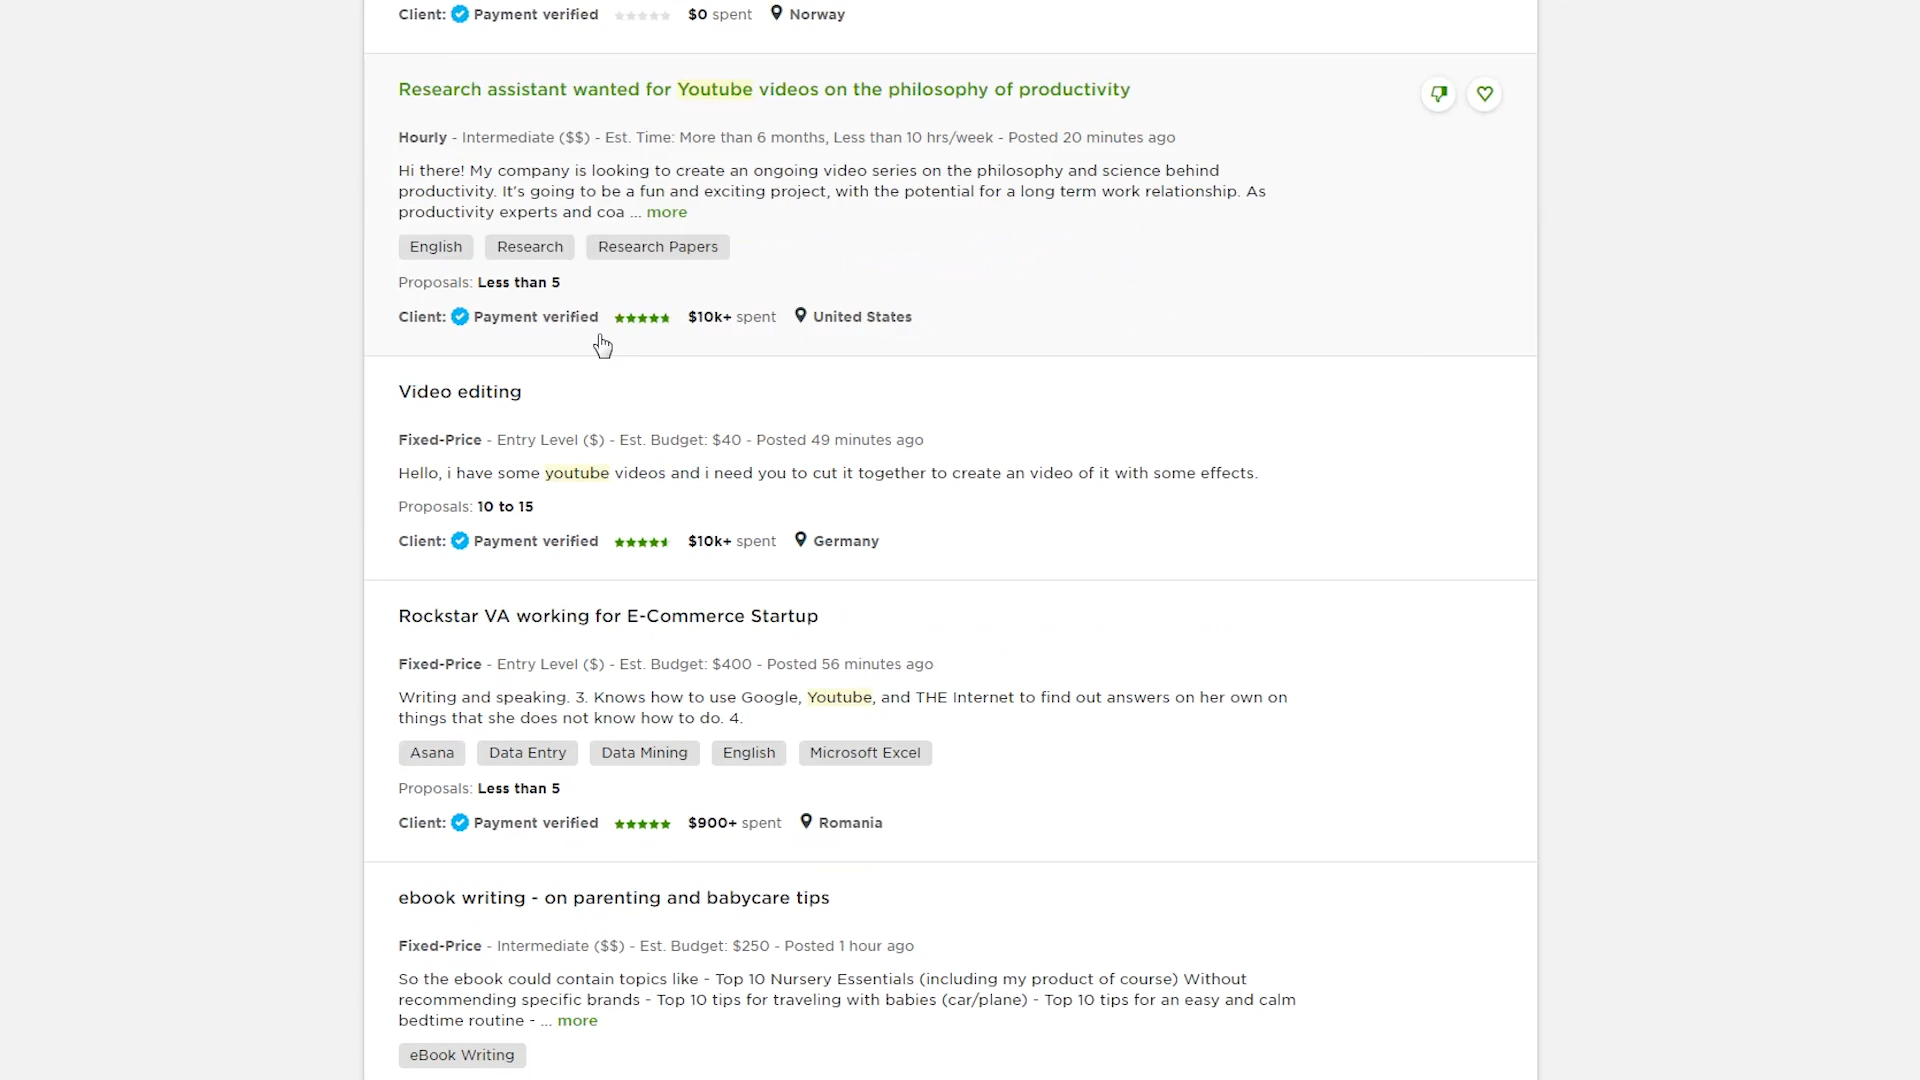 Client: Payment verified $0 spent Norway
Research assistant wanted for Youtube videos on the philosophy of productivity
Hourly - Intermediate ($$) - Est. Time: More than 6 months, Less than 10 hrs/week - Posted 20 minutes ago
Hi there! My company is looking to create an ongoing video series on the philosophy and science behind
productivity. It's going to be a fun and exciting project, with the potential for a long term work relationship. As
productivity experts and coa ... more
English Research Research Papers
Proposals: Less than 5
Client: Payment verified $10k+ spent United States
Video editing
Fixed-Price - Entry Level ($) - Est. Budget: $40 - Posted 49 minutes ago
Hello, i have some youtube videos and i need you to cut it together to create an video of it with some effects.
Proposals: 10 to 15
Client: Payment verified $10k+ spent Germany
Rockstar VA working for E-Commerce Startup
Fixed-Price - Entry Level ($) - Est. Budget: $400 - Posted 56 minutes ago
Writing and speaking. 3. Knows how to use Google, Youtube, and THE Internet to find out answers on her own on
things that she does not know how to do. 4.
Asana Data Entry Data Mining English Microsoft Excel
Proposals: Less than 5
Client: Payment verified $900+ spent Romania
ebook writing - on parenting and babycare tips
Fixed-Price - Intermediate ($$) - Est. Budget: $250 - Posted 1 hour ago
So the ebook could contain topics like - Top 10 Nursery Essentials (including my product of course) Without
recommending specific brands - Top 10 tips for traveling with babies (car/plane) - Top 10 tips for an easy and calm
bedtime routine - ... more
eBook Writing